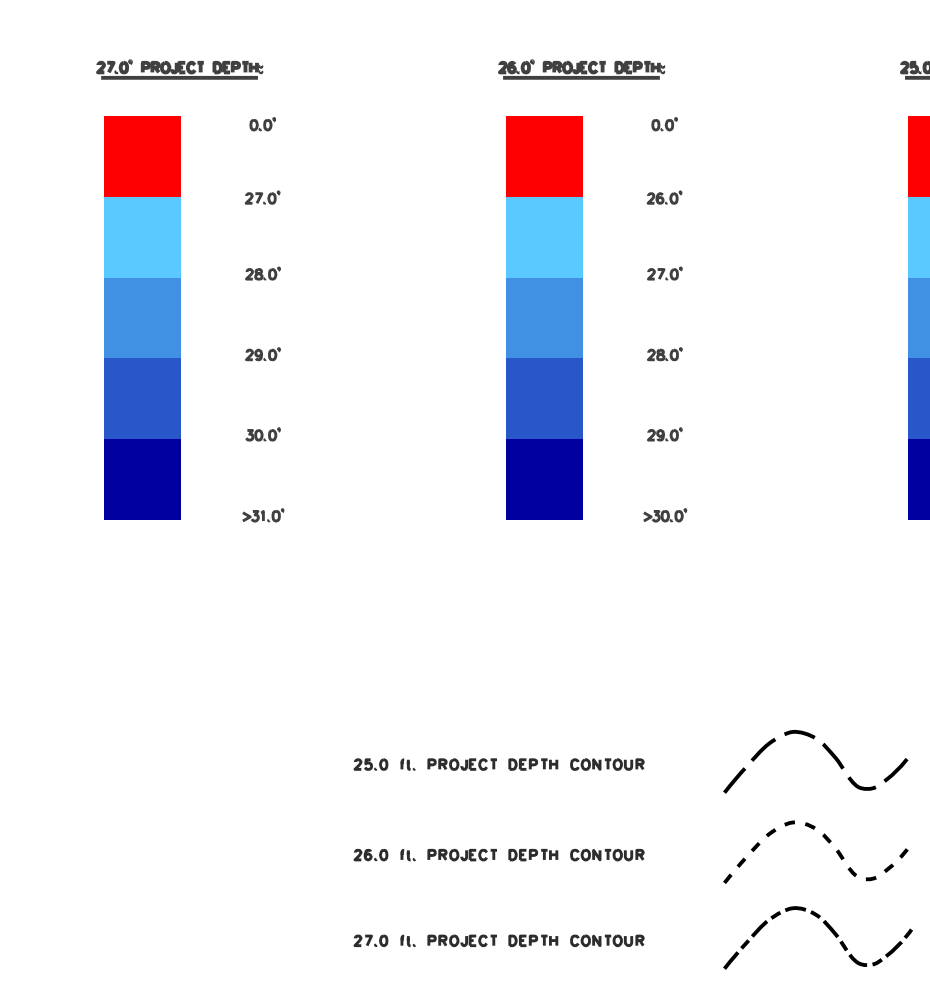 27.0' PROJECT DEPTH:
26.0' PROJECT DEPTH:
25.0
0.0'
27.0'
28.0'
29.0'
30.0'
>31.0'
0.0'
26.0'
27.0'
28.0'
29.0'
>30.0'
25.0 ft. PROJECT DEPTH CONTOUR
26.0 ft. PROJECT DEPTH CONTOUR
27.0 ft. PROJECT DEPTH CONTOUR